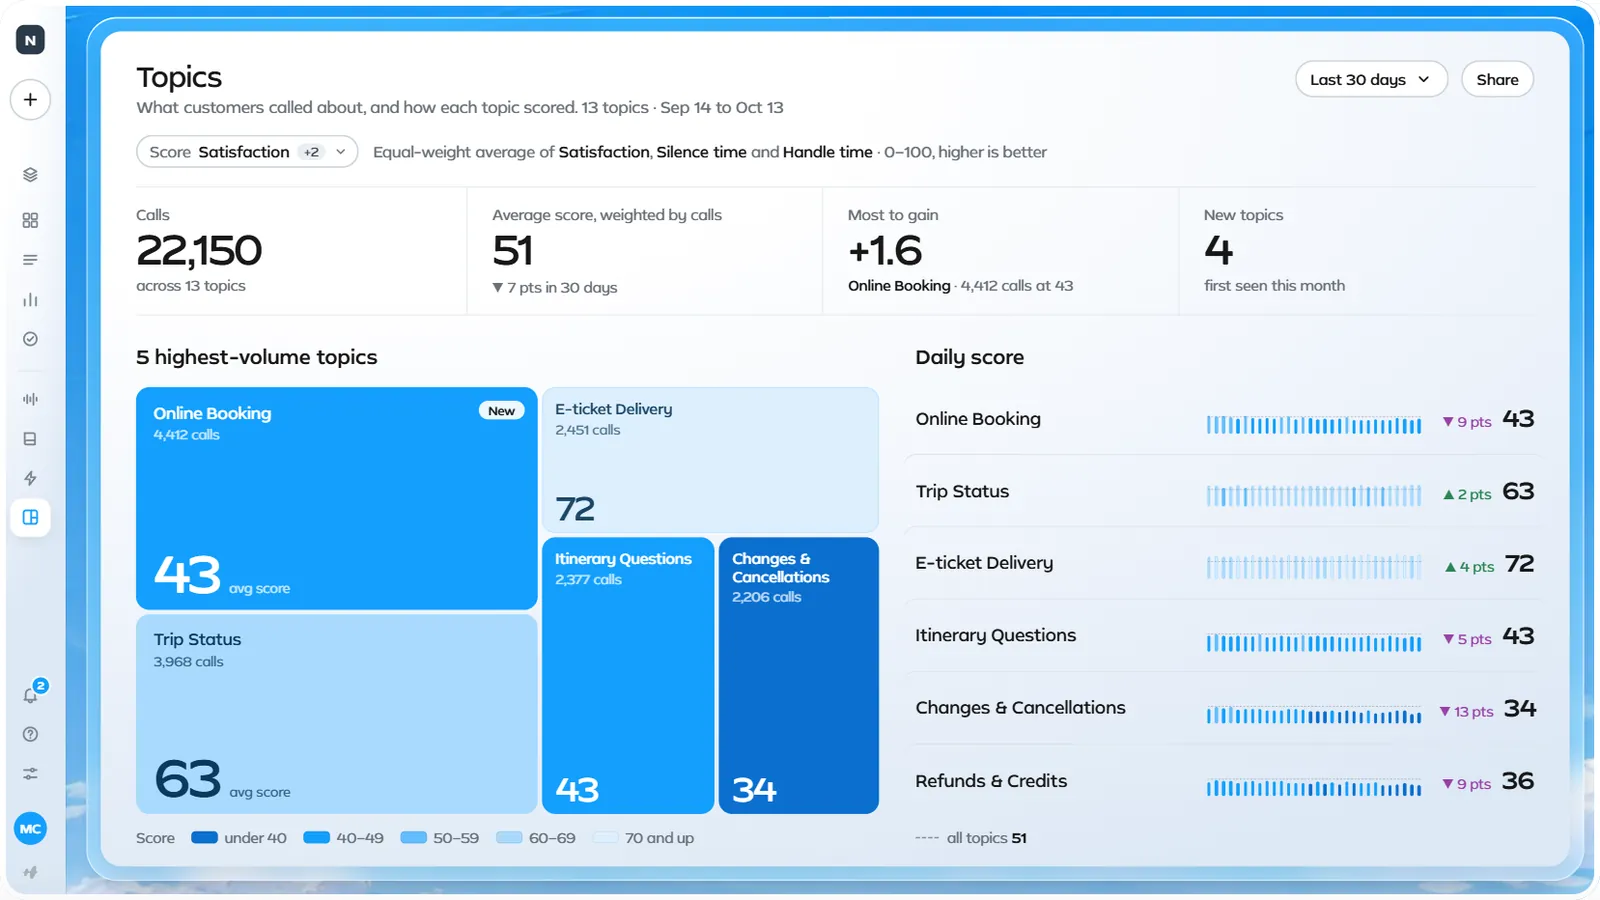 N
Topics
What customers called about, and how each topic scored. 13 topics · Sep 14 to Oct 13
Last 30 days
Share
Score Satisfaction +2
Equal-weight average of Satisfaction, Silence time and Handle time · 0–100, higher is better
Calls
22,150
across 13 topics
Average score, weighted by calls
51
▼ 7 pts in 30 days
Most to gain
+1.6
Online Booking · 4,412 calls at 43
New topics
4
first seen this month
5 highest-volume topics
Online Booking
New
4,412 calls
43 avg score
E-ticket Delivery
2,451 calls
72
Trip Status
3,968 calls
63 avg score
Itinerary Questions
2,377 calls
43
Changes &
Cancellations
2,206 calls
34
Score under 40 40–49 50–59 60–69 70 and up
Daily score
Online Booking ▼ 9 pts 43
Trip Status ▲ 2 pts 63
E-ticket Delivery ▲ 4 pts 72
Itinerary Questions ▼ 5 pts 43
Changes & Cancellations ▼ 13 pts 34
Refunds & Credits ▼ 9 pts 36
---- all topics 51
2
MC